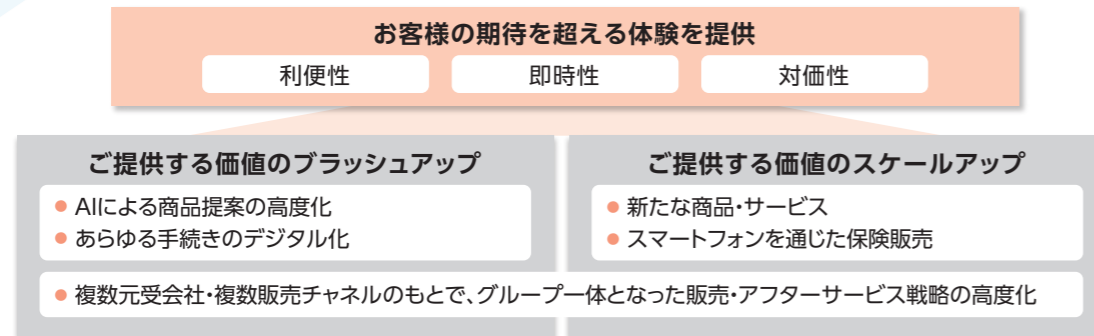 お客様の期待を超える体験を提供
利便性
即時性
対価性
ご提供する価値のブラッシュアップ
● AIによる商品提案の高度化
● あらゆる手続きのデジタル化
ご提供する価値のスケールアップ
● 新たな商品・サービス
● スマートフォンを通じた保険販売
● 複数元受会社・複数販売チャネルのもとで、グループ一体となった販売・アフターサービス戦略の高度化